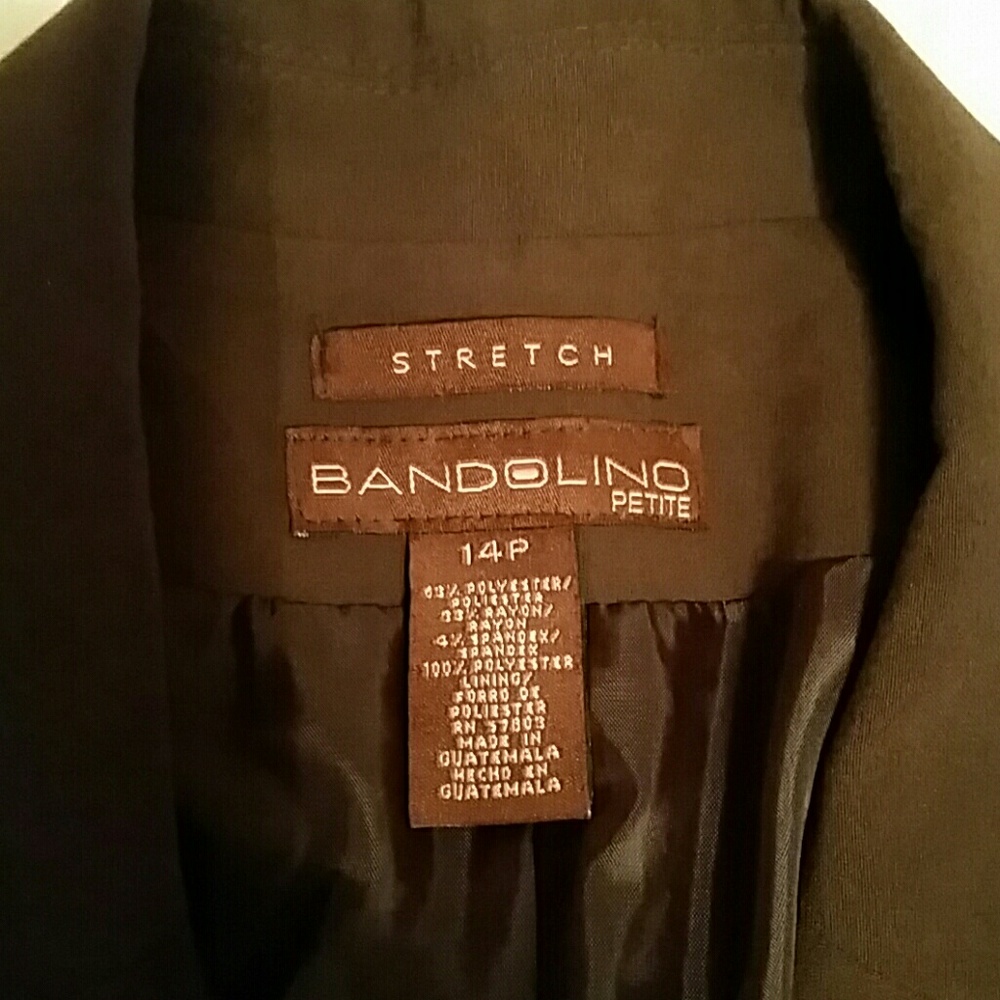 STRETCH
BANDOLINO
PETITE
14P
63% POLYESTER/
POLIESTER
33% RAYON/
RAYON
4% SPANDEX/
SPANDEX
100% POLYESTER
LINING/
FORRO DE
POLIESTER
RN 57803
MADE IN
GUATEMALA
HECHO EN
GUATEMALA